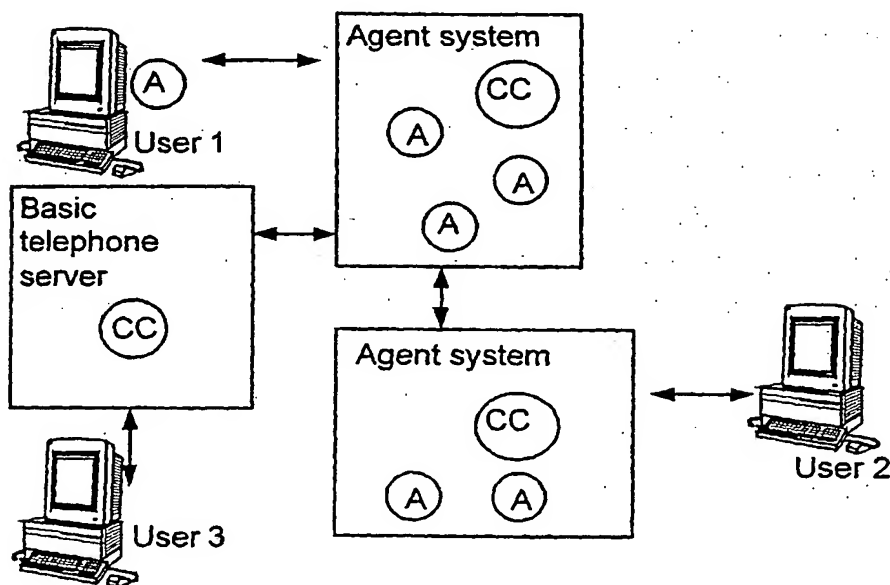 Agent system
CC
A
A
A
A
User 1
Basic
telephone
server
CC
Agent system
CC
A
A
User 2
User 3